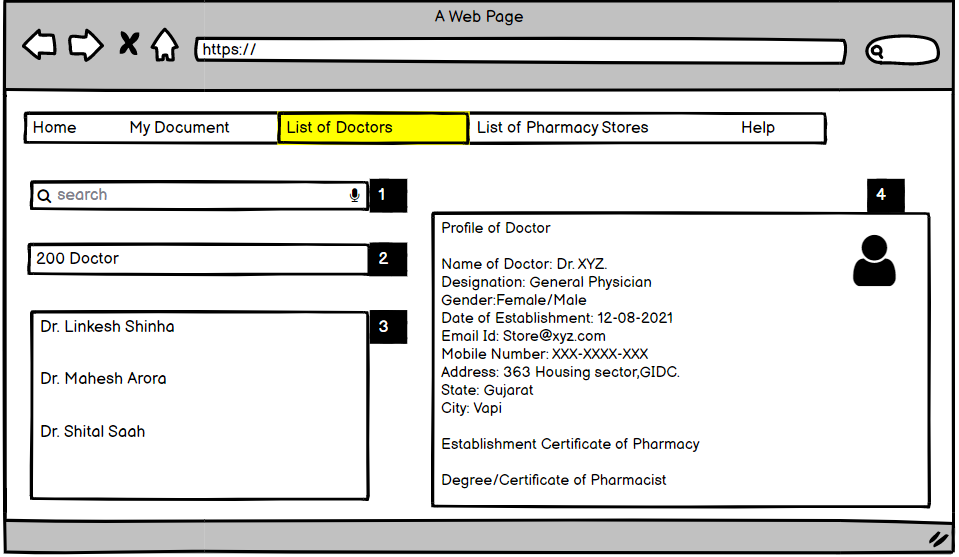 A Web Page
https://
Home My Document List of Doctors List of Pharmacy Stores Help
search 1
200 Doctor 2
3
Dr. Linkesh Shinha
Dr. Mahesh Arora
Dr. Shital Saah
4
Profile of Doctor
Name of Doctor: Dr. XYZ.
Designation: General Physician
Gender:Female/Male
Date of Establishment: 12-08-2021
Email Id: Store@xyz.com
Mobile Number: XXX-XXXX-XXX
Address: 363 Housing sector,GIDC.
State: Gujarat
City: Vapi
Establishment Certificate of Pharmacy
Degree/Certificate of Pharmacist